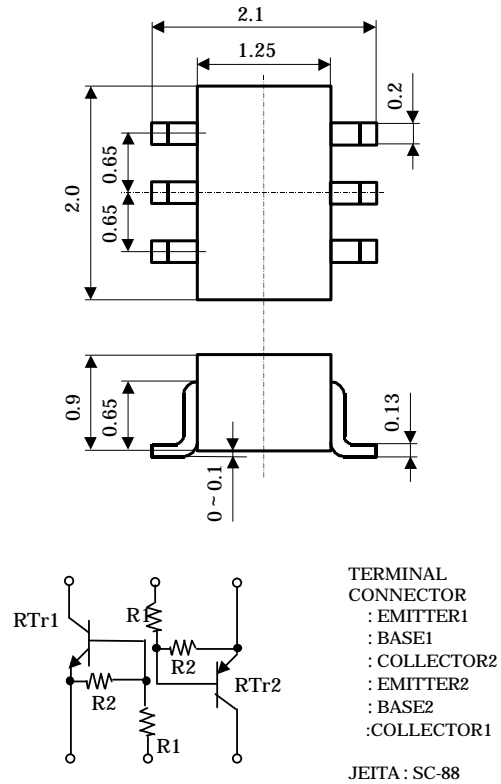 2.1
1.25
0.2
0.65
2.0
0.65
0.9
0.65
0.13
0~0.1
RTr1
R1
R2
RTr2
R2
R1
TERMINAL
CONNECTOR
: EMITTER1
: BASE1
: COLLECTOR2
: EMITTER2
: BASE2
:COLLECTOR1
JEITA : SC-88